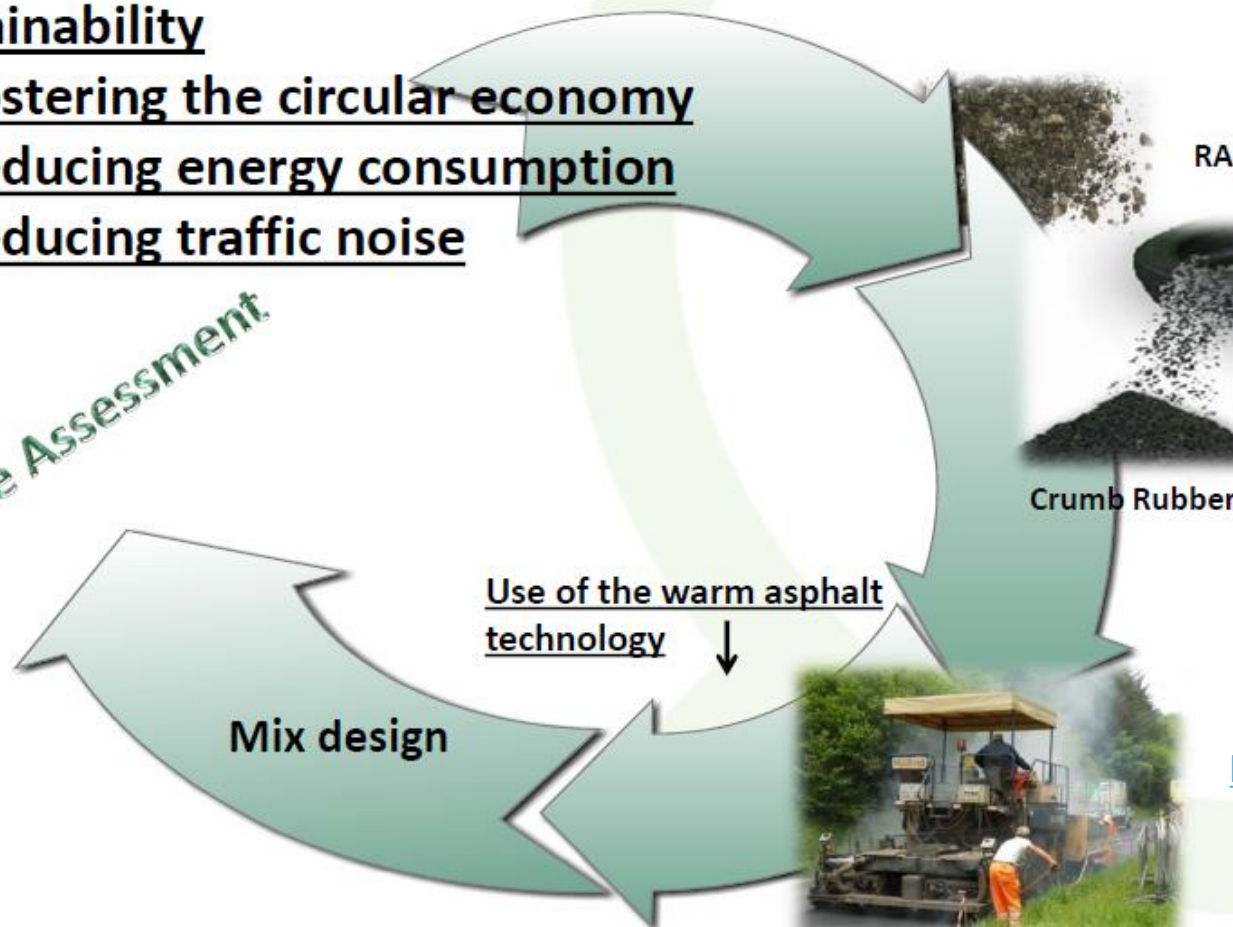 inability
stering the circular economy
ducing energy consumption
ducing traffic noise
RA
e Assessment
Crumb Rubber
Use of the warm asphalt
technology
Mix design